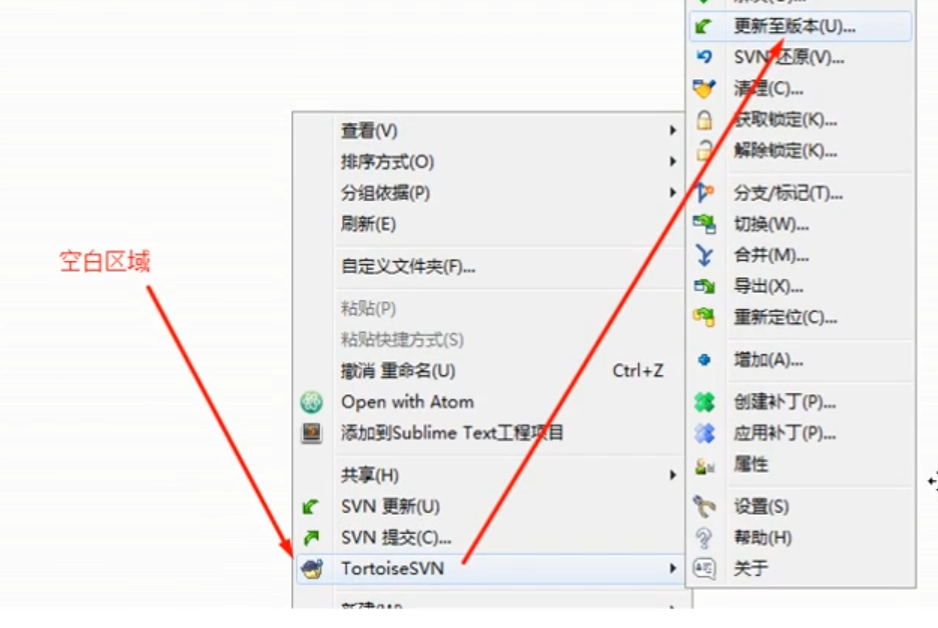 空白区域
查看(V)
排序方式(O)
分组依据(P)
刷新(E)
自定义文件夹(F)...
粘贴(P)
粘贴快捷方式(S)
撤消 重命名(U) Ctrl+Z
Open with Atom
添加到Sublime Text工程项目
共享(H)
SVN 更新(U)
SVN 提交(C)...
TortoiseSVN
更新至版本(U)...
SVN 还原(V)...
清理(C)...
获取锁定(K)...
解除锁定(K)...
分支/标记(T)...
切换(W)...
合并(M)...
导出(X)...
重新定位(C)...
增加(A)...
创建补丁(P)...
应用补丁(P)...
属性
设置(S)
帮助(H)
关于